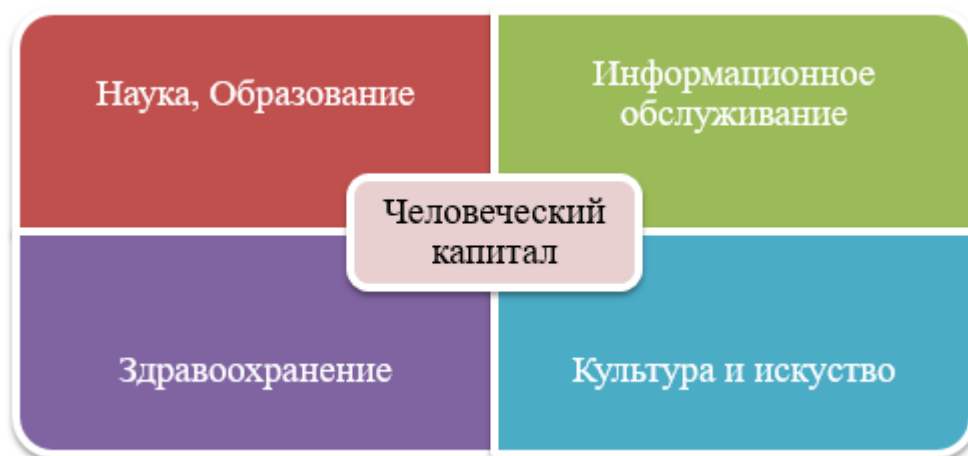 Наука, Образование
Информационное
обслуживание
Человеческий
капитал
Здравоохранение
Культура и искуство